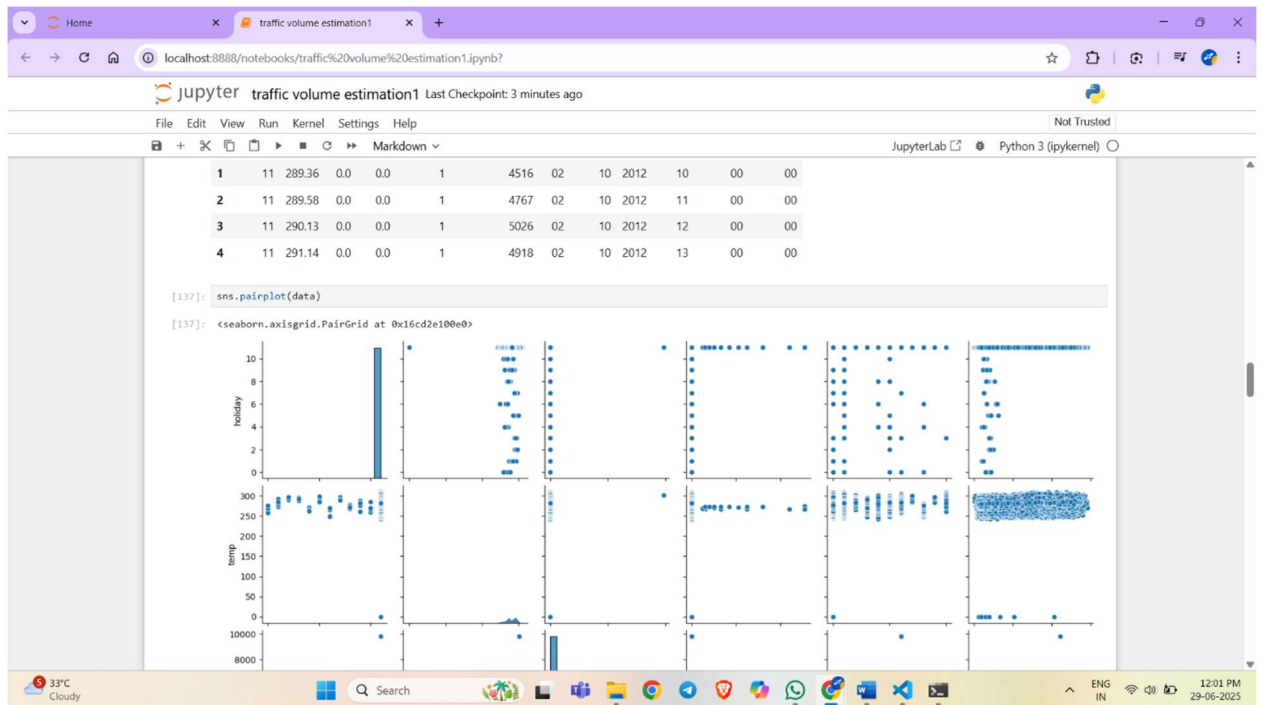 Home
traffic volume estimation1
localhost:8888/notebooks/traffic%20volume%20estimation1.ipynb?
jupyter traffic volume estimation1 Last Checkpoint: 3 minutes ago
File Edit View Run Kernel Settings Help Not Trusted
Markdown JupyterLab Python 3 (ipykernel)
1 11 289.36 0.0 0.0 1 4516 02 10 2012 10 00 00
2 11 289.58 0.0 0.0 1 4767 02 10 2012 11 00 00
3 11 290.13 0.0 0.0 1 5026 02 10 2012 12 00 00
4 11 291.14 0.0 0.0 1 4918 02 10 2012 13 00 00
[137]: sns.pairplot(data)
[137]: <seaborn.axisgrid.PairGrid at 0x16cd2e100e0>
10
8
6
4
2
0
holiday
300
250
200
150
100
50
0
temp
10000
8000
5 33°C
Cloudy
Search
ENG
IN
12:01 PM
29-06-2025